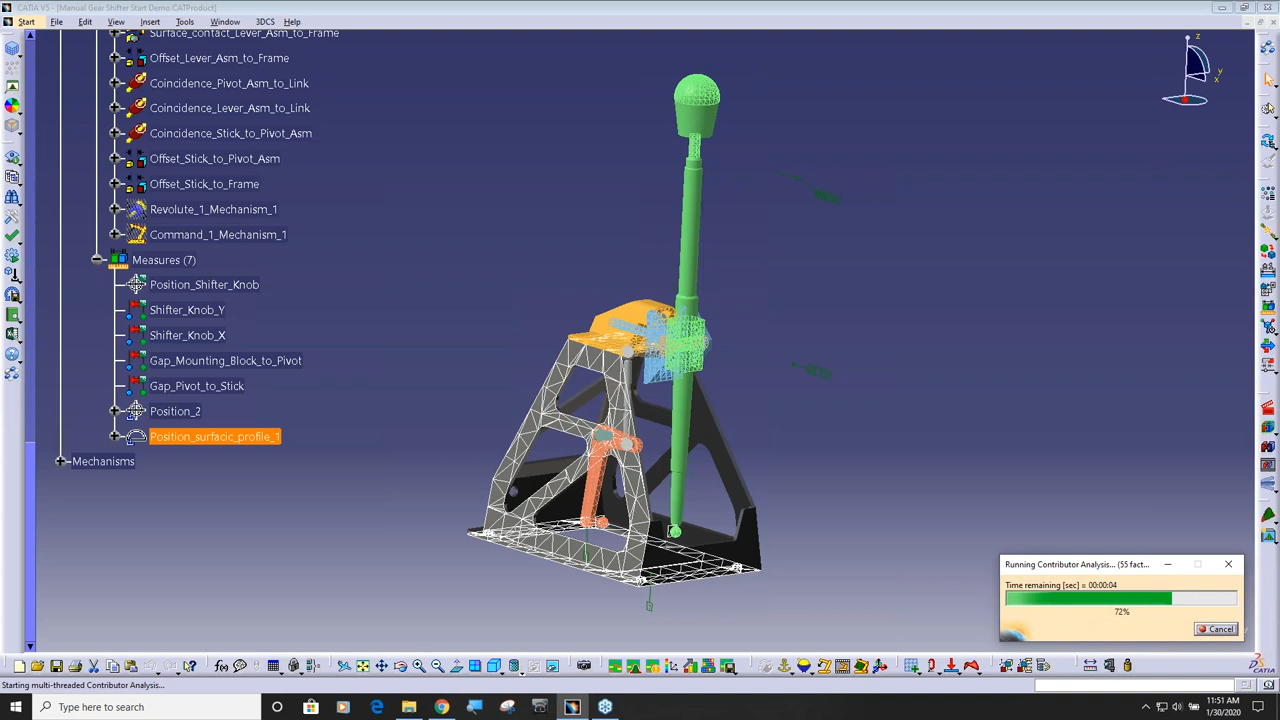 CATIA V5 - [Manual Gear Shifter Start Demo.CATProduct]
Start File Edit View Insert Tools Window 3DCS Help
Surface_contact_Lever_Asm_to_Frame
Offset_Lever_Asm_to_Frame
Coincidence_Pivot_Asm_to_Link
Coincidence_Lever_Asm_to_Link
Coincidence_Stick_to_Pivot_Asm
Offset_Stick_to_Pivot_Asm
Offset_Stick_to_Frame
Revolute_1_Mechanism_1
Command_1_Mechanism_1
Measures (7)
Position_Shifter_Knob
Shifter_Knob_Y
Shifter_Knob_X
Gap_Mounting_Block_to_Pivot
Gap_Pivot_to_Stick
Position_2
Position_surfacic_profile_1
Mechanisms
z
y
x
Running Contributor Analysis... (55 fact...
Time remaining [sec] = 00:00:04
72%
Cancel
Starting multi-threaded Contributor Analysis...
Type here to search
11:51 AM
1/30/2020